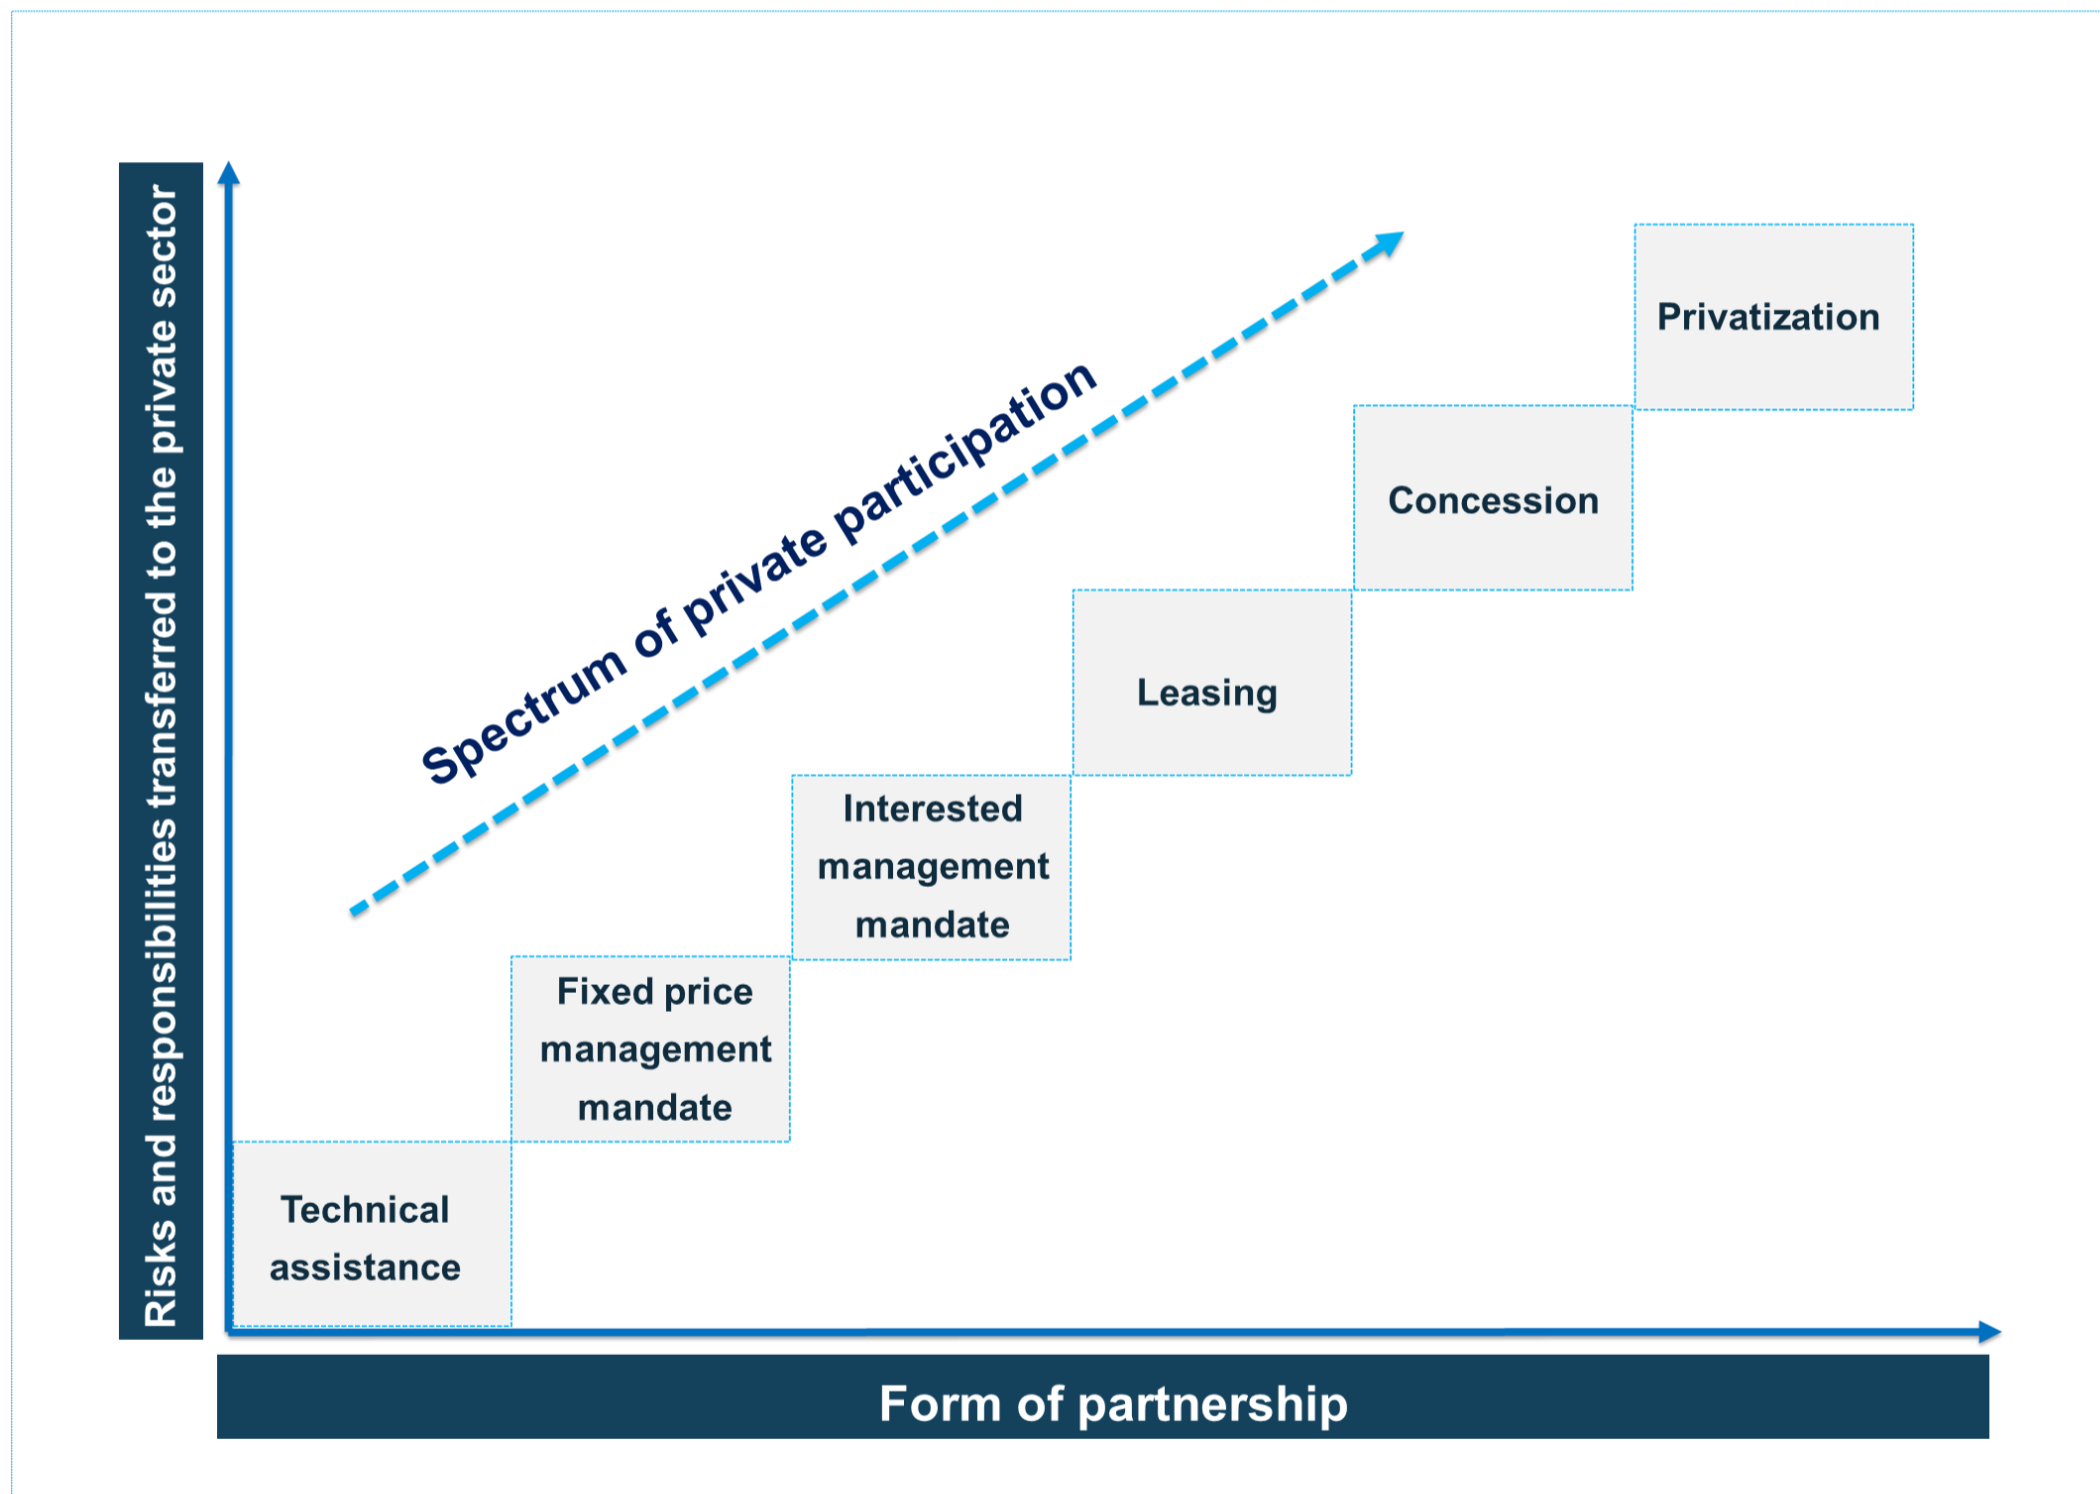 Risks and responsibilities transferred to the private sector
Spectrum of private participation
Privatization
Concession
Leasing
Interested
management
mandate
Fixed price
management
mandate
Technical
assistance
Form of partnership